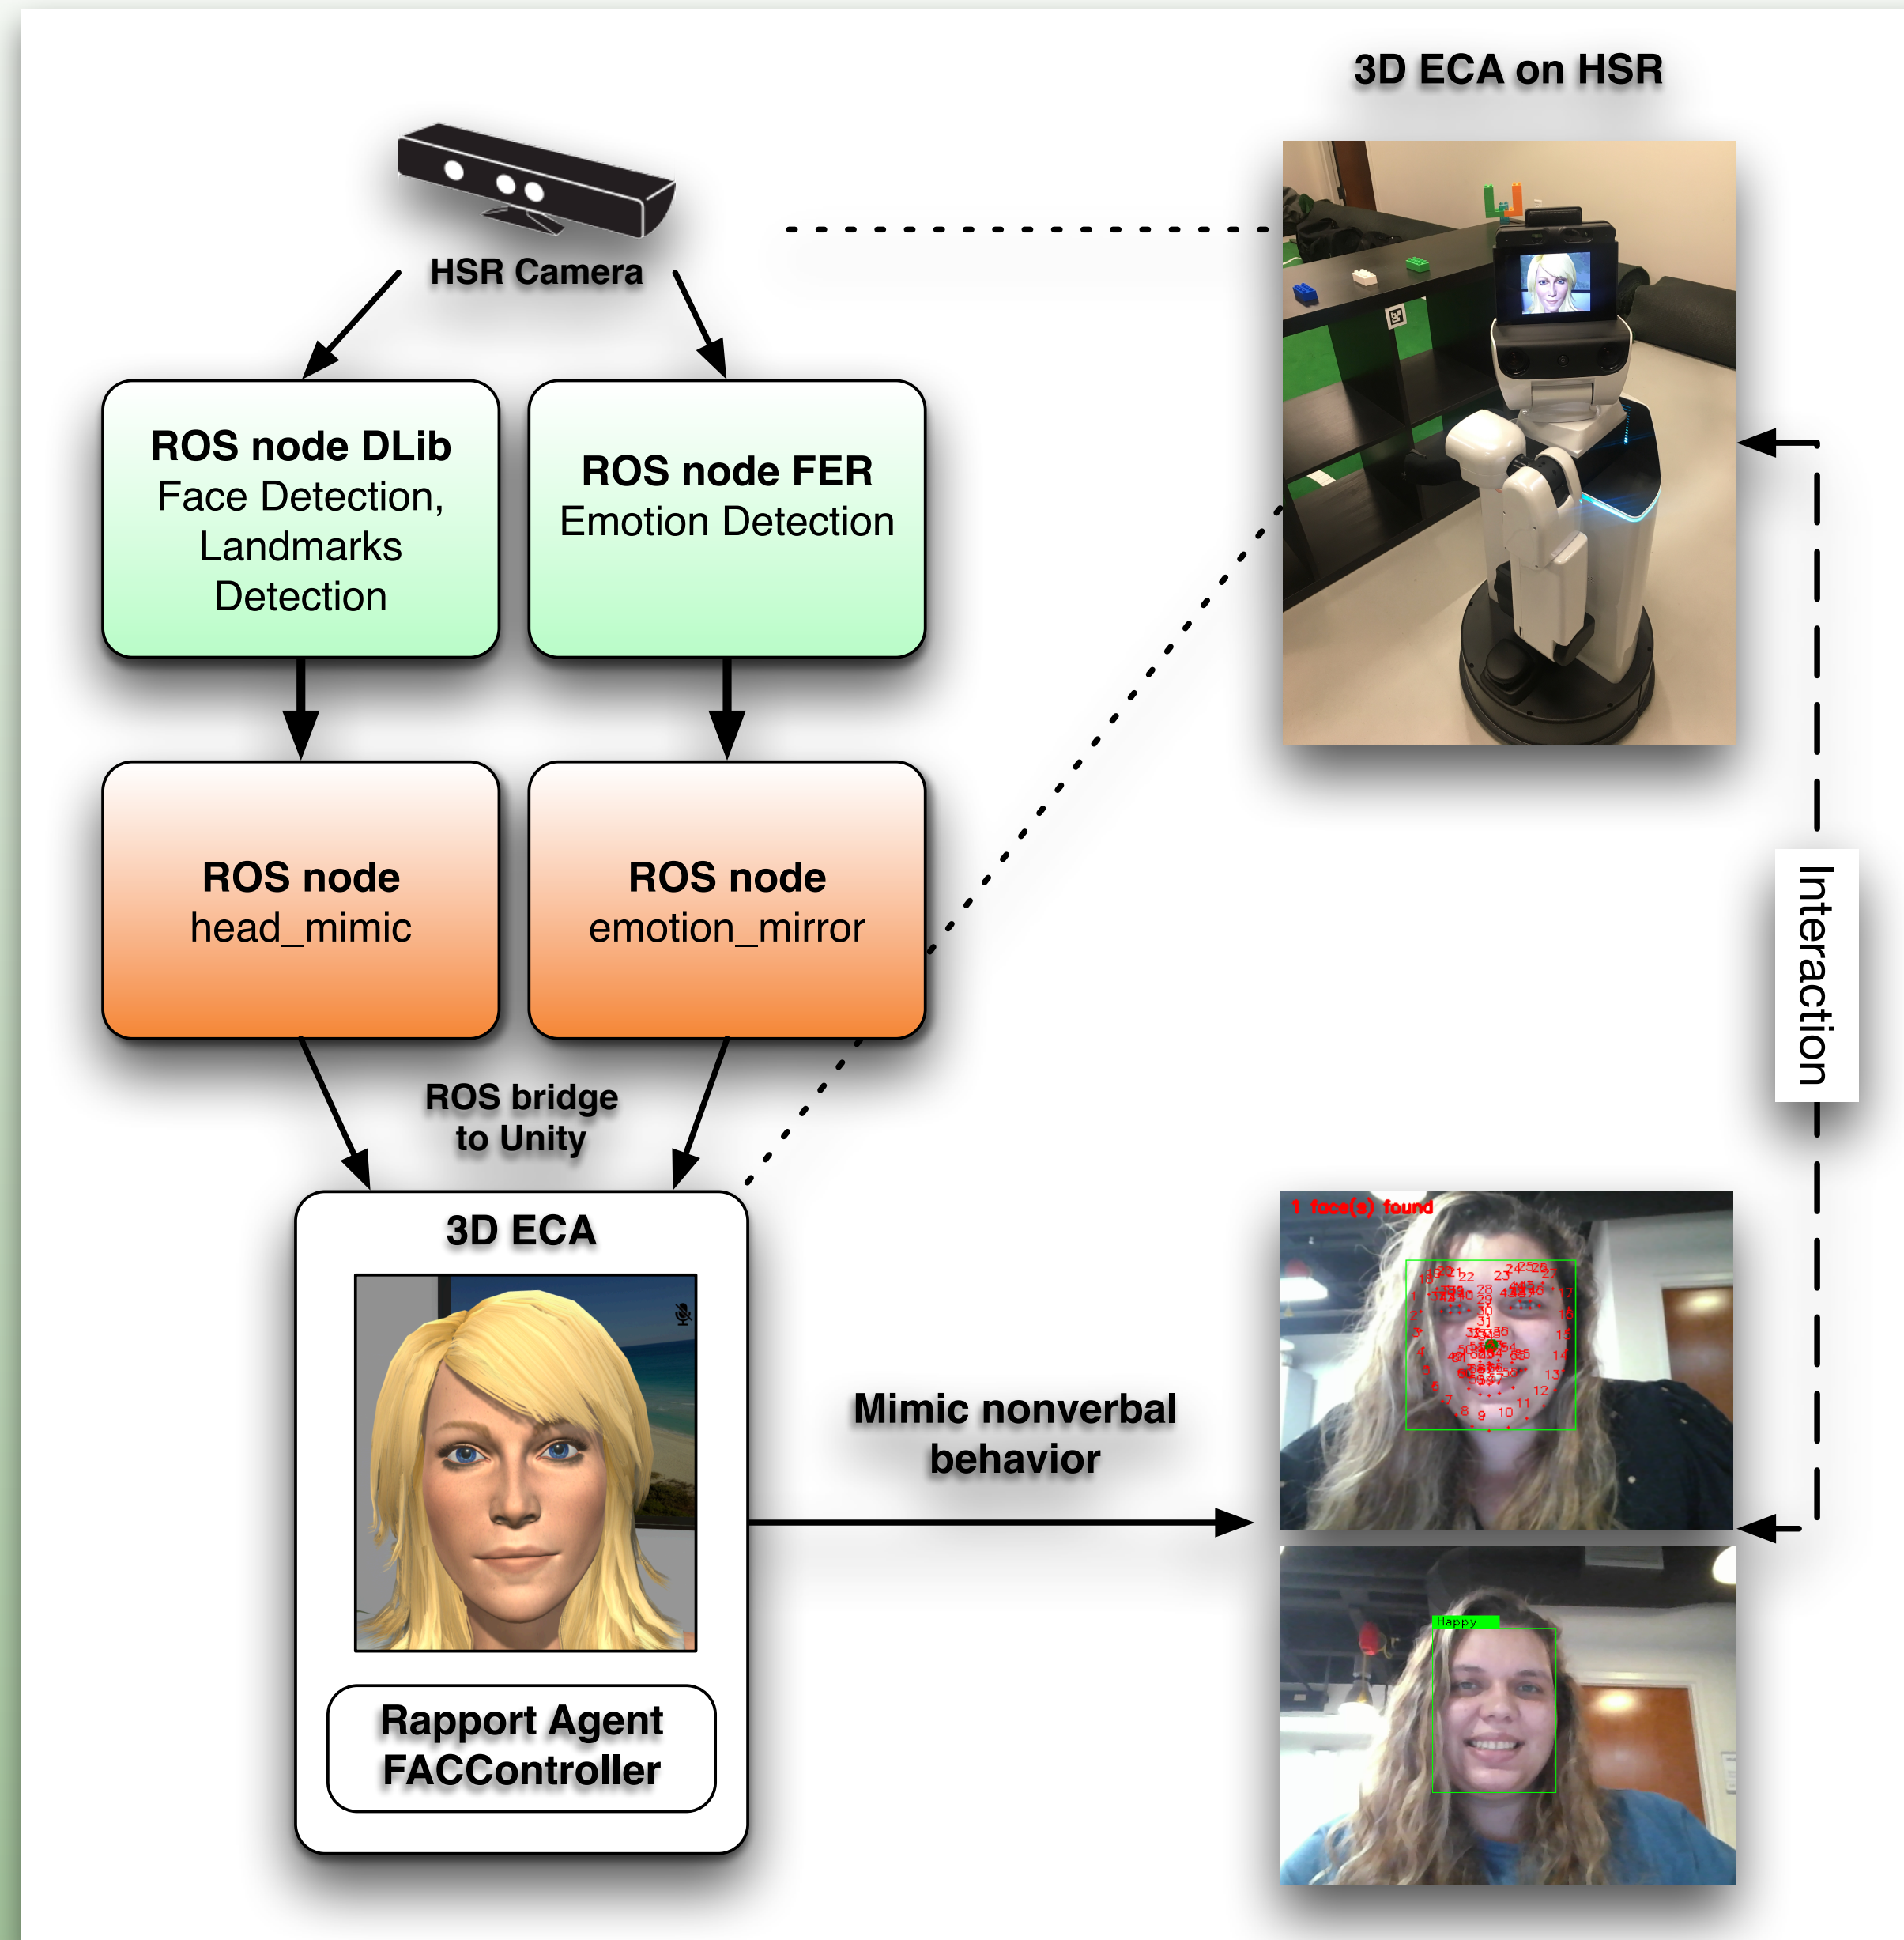 3D ECA on HSR
HSR Camera
ROS node DLib
Face Detection,
Landmarks
Detection
ROS node FER
Emotion Detection
ROS node
head_mimic
ROS node
emotion_mirror
ROS bridge
to Unity
Interaction
3D ECA
Rapport Agent
FACController
Mimic nonverbal
behavior
1 face(s) found
Happy